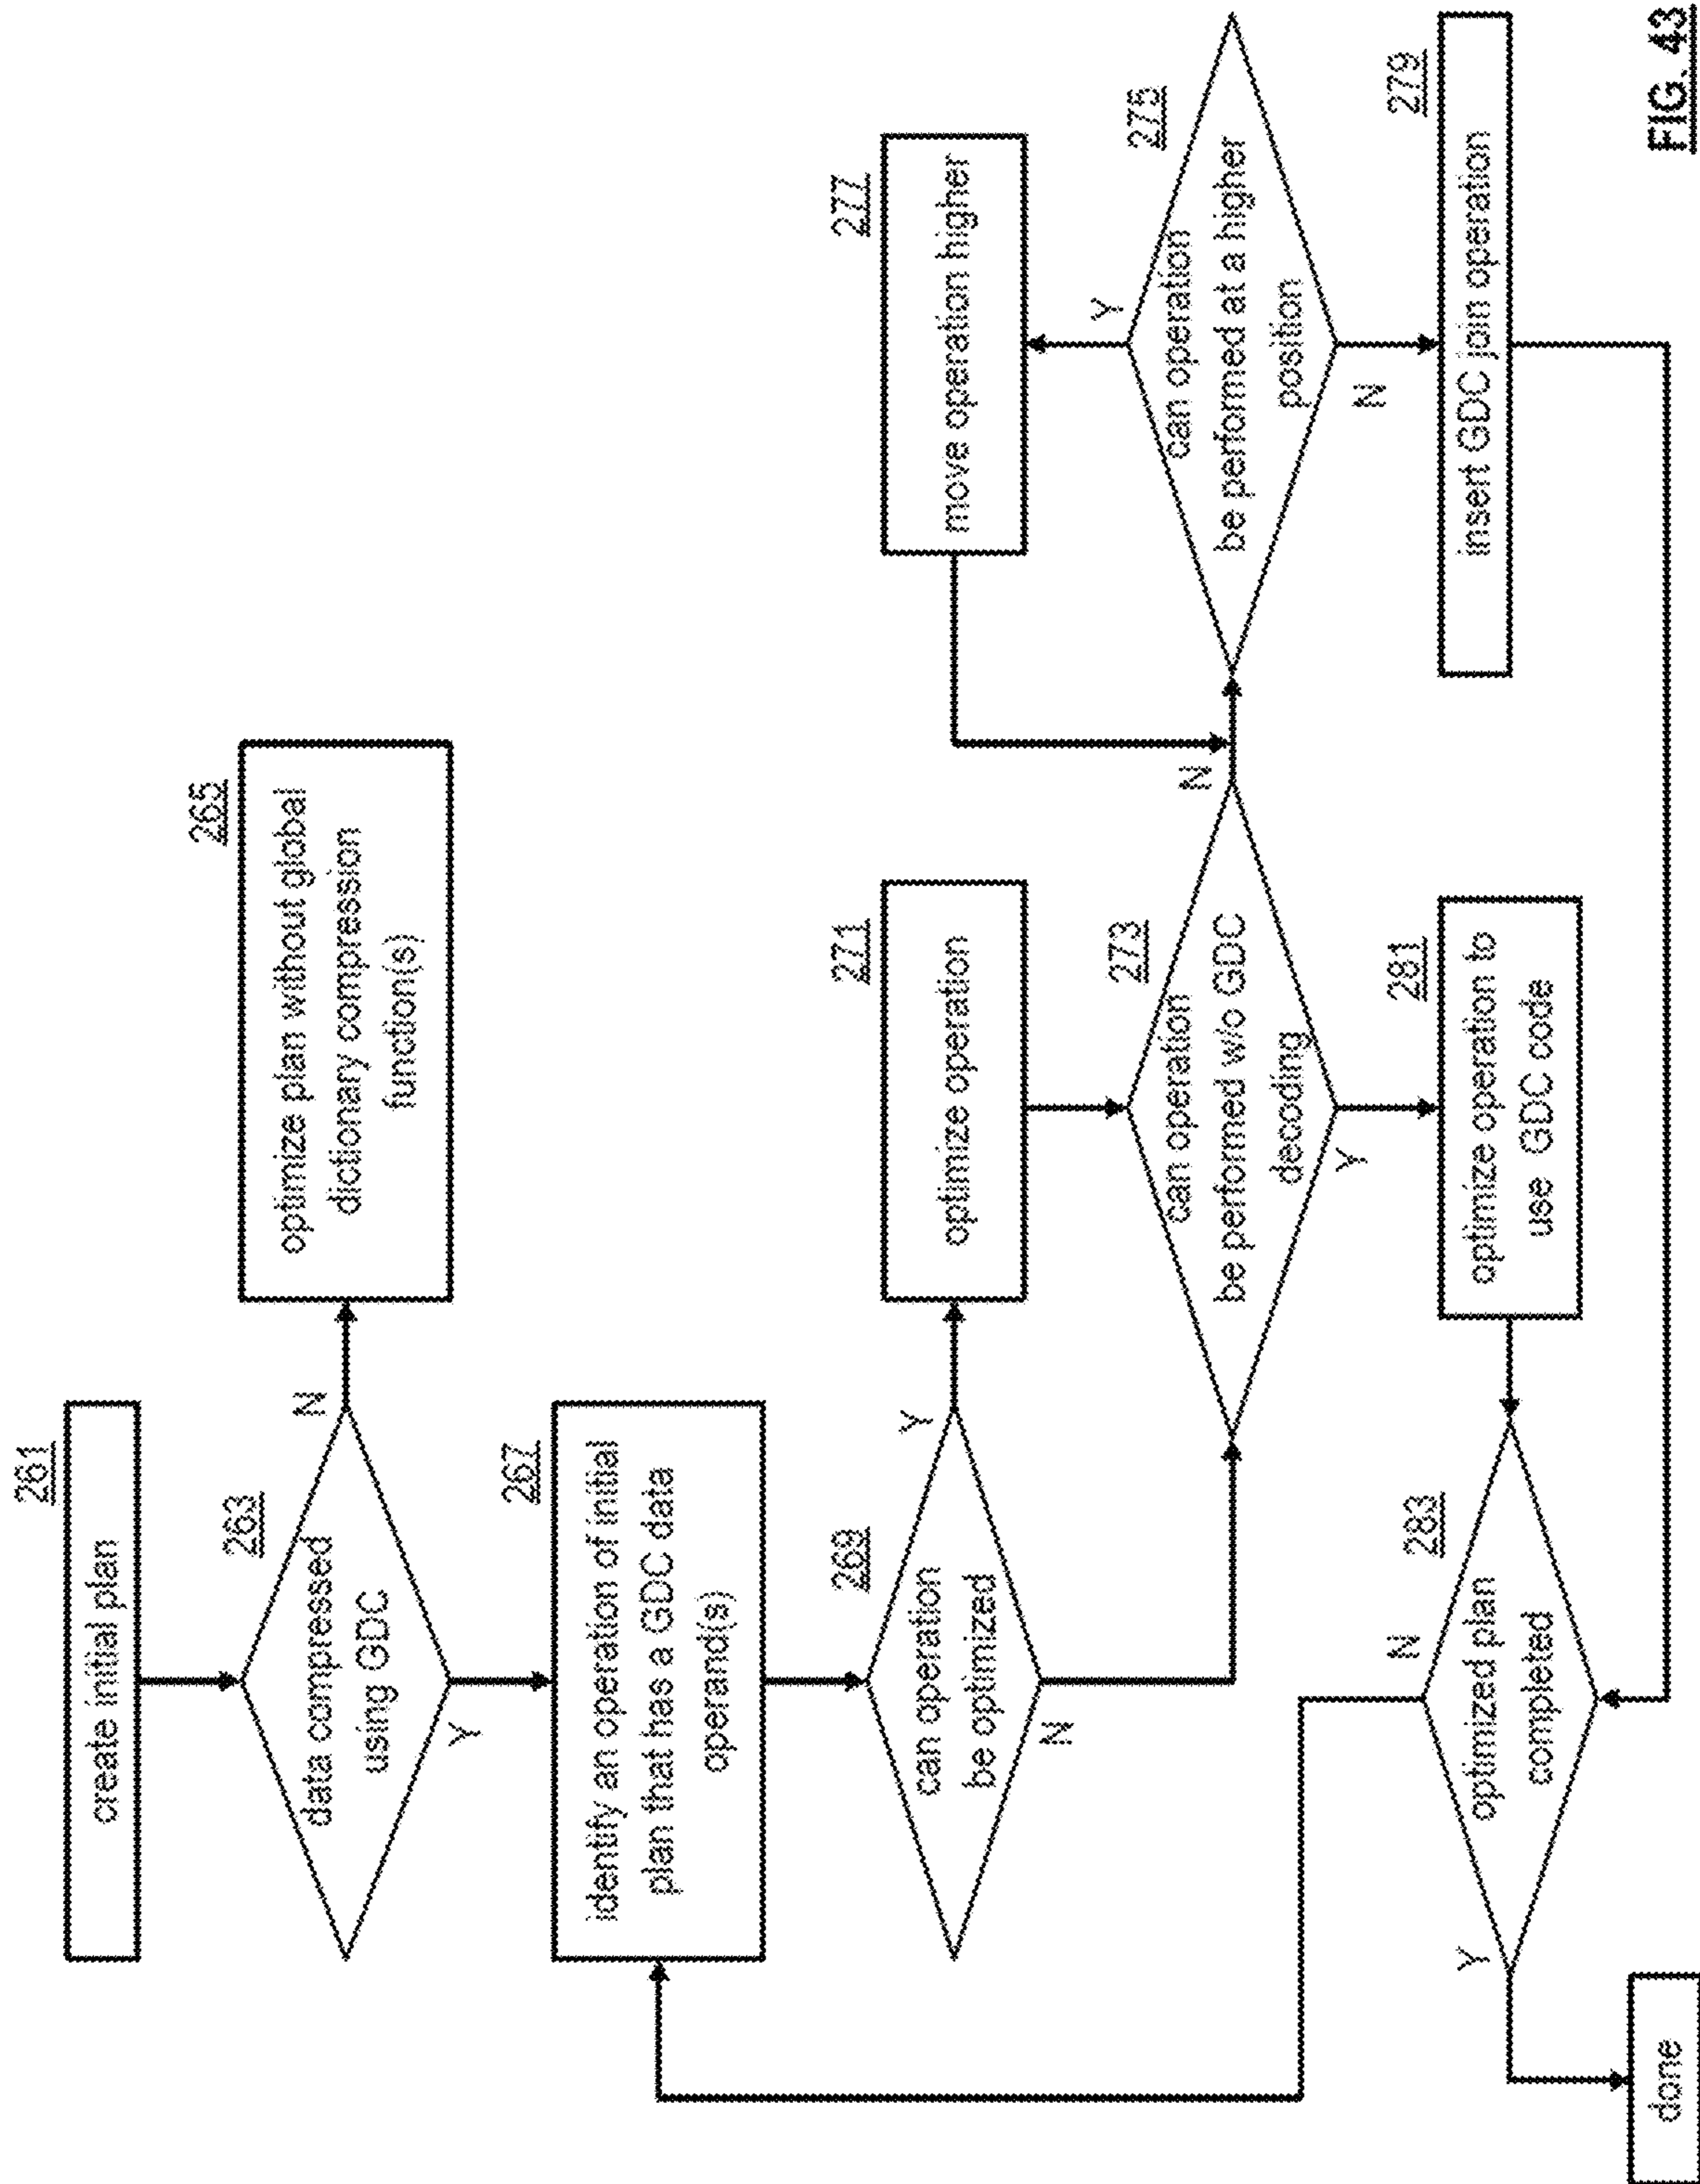 261
create initial plan
263
data compressed
using GDC
N
Y
265
optimize plan without global
dictionary compression
function(s)
267
identify an operation of initial
plan that has a GDC data
operand(s)
269
can operation
be optimized
Y
N
271
optimize operation
273
can operation
be performed w/o GDC
decoding
N
Y
277
move operation higher
275
Y
can operation
be performed at a higher
position
N
279
insert GDC join operation
281
optimize operation to
use GDC code
283
optimized plan
completed
N
Y
done
FIG. 43